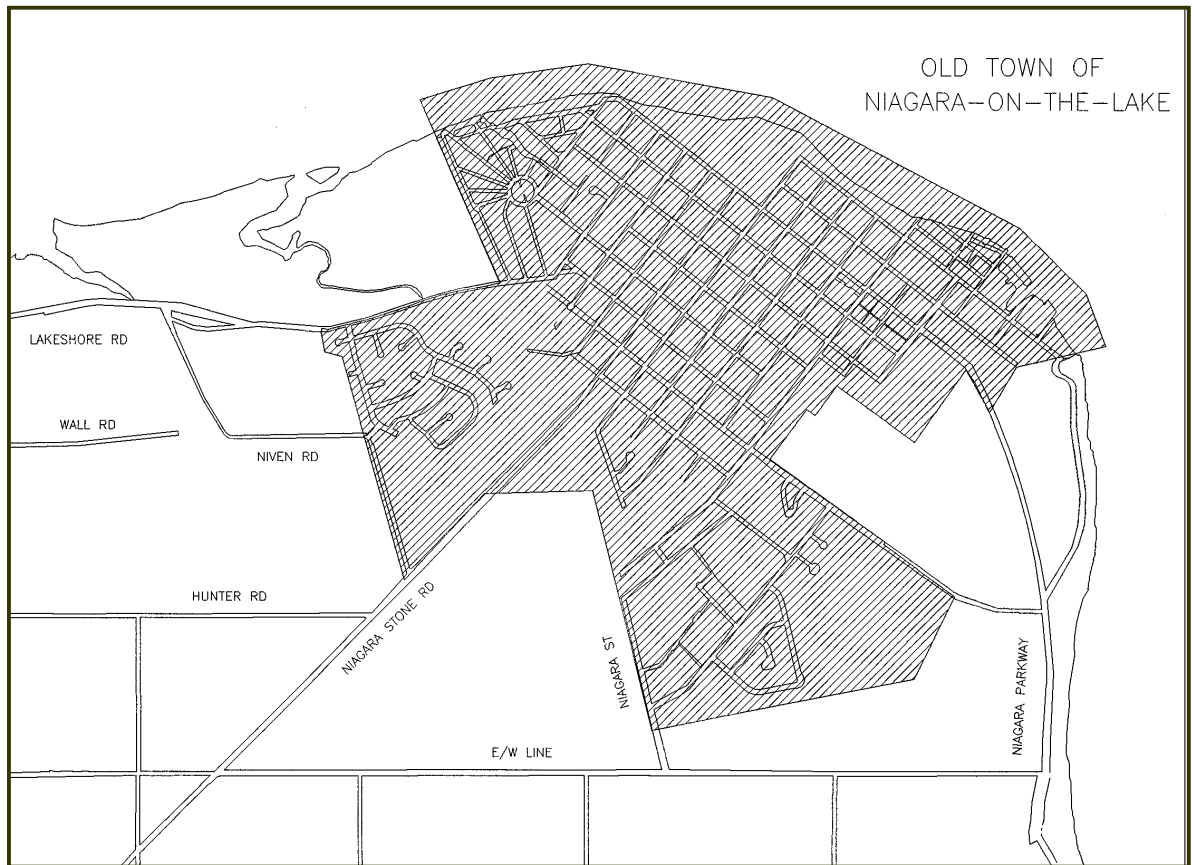 OLD TOWN OF
NIAGARA-ON-THE-LAKE
LAKESHORE RD
WALL RD
NIVEN RD
HUNTER RD
NIAGARA STONE RD
NIAGARA ST
NIAGARA PARKWAY
E/W LINE